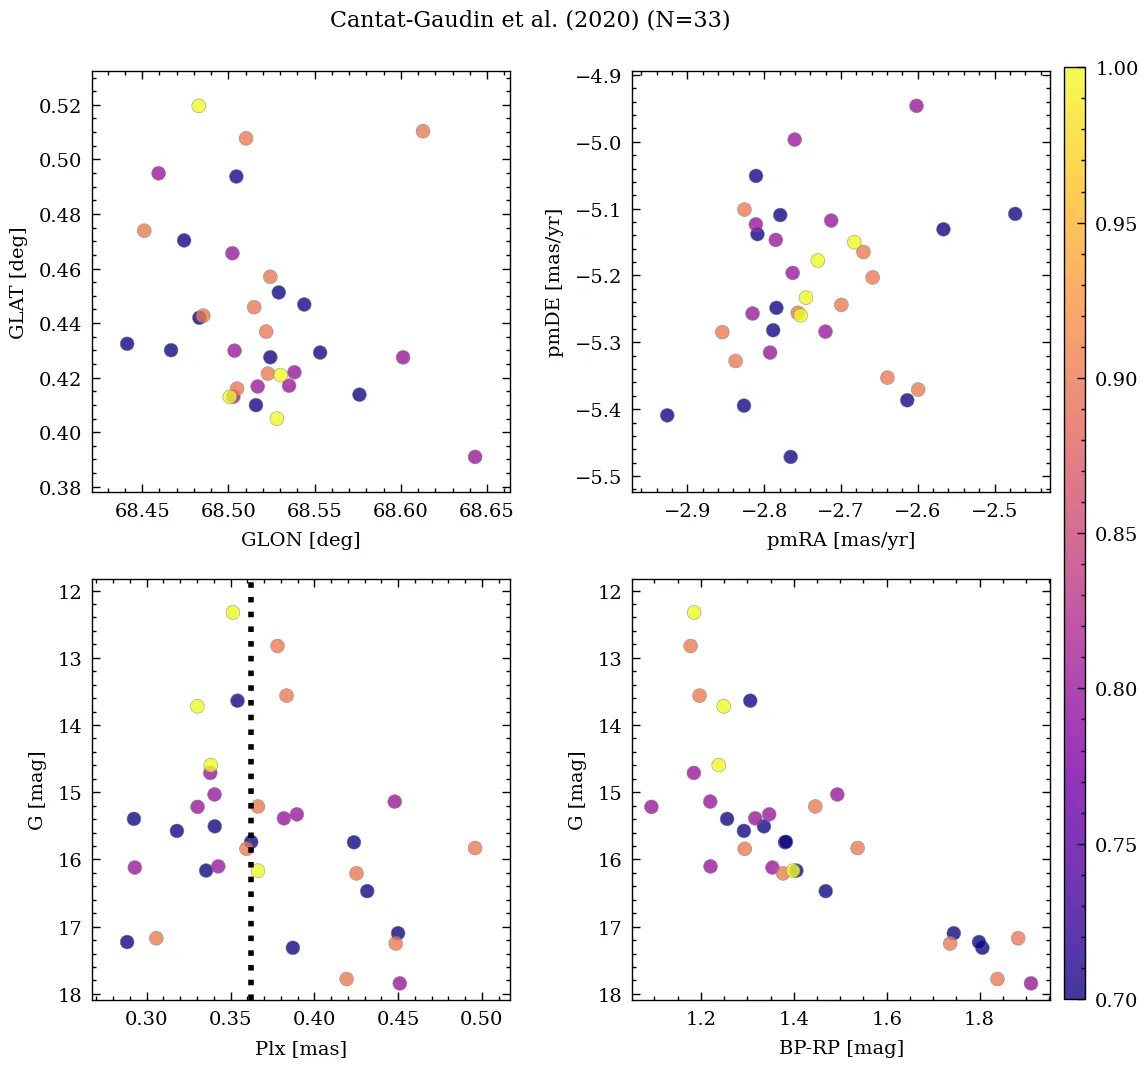 Cantat-Gaudin et al. (2020) (N=33)
0.52
0.50
0.48
0.46
0.44
0.42
0.40
0.38
GLAT [deg]
68.45 68.50 68.55 68.60 68.65
GLON [deg]
−4.9
−5.0
−5.1
−5.2
−5.3
−5.4
−5.5
pmDE [mas/yr]
−2.9 −2.8 −2.7 −2.6 −2.5
pmRA [mas/yr]
12
13
14
15
16
17
18
G [mag]
0.30 0.35 0.40 0.45 0.50
Plx [mas]
12
13
14
15
16
17
18
G [mag]
1.2 1.4 1.6 1.8
BP-RP [mag]
1.00
0.95
0.90
0.85
0.80
0.75
0.70